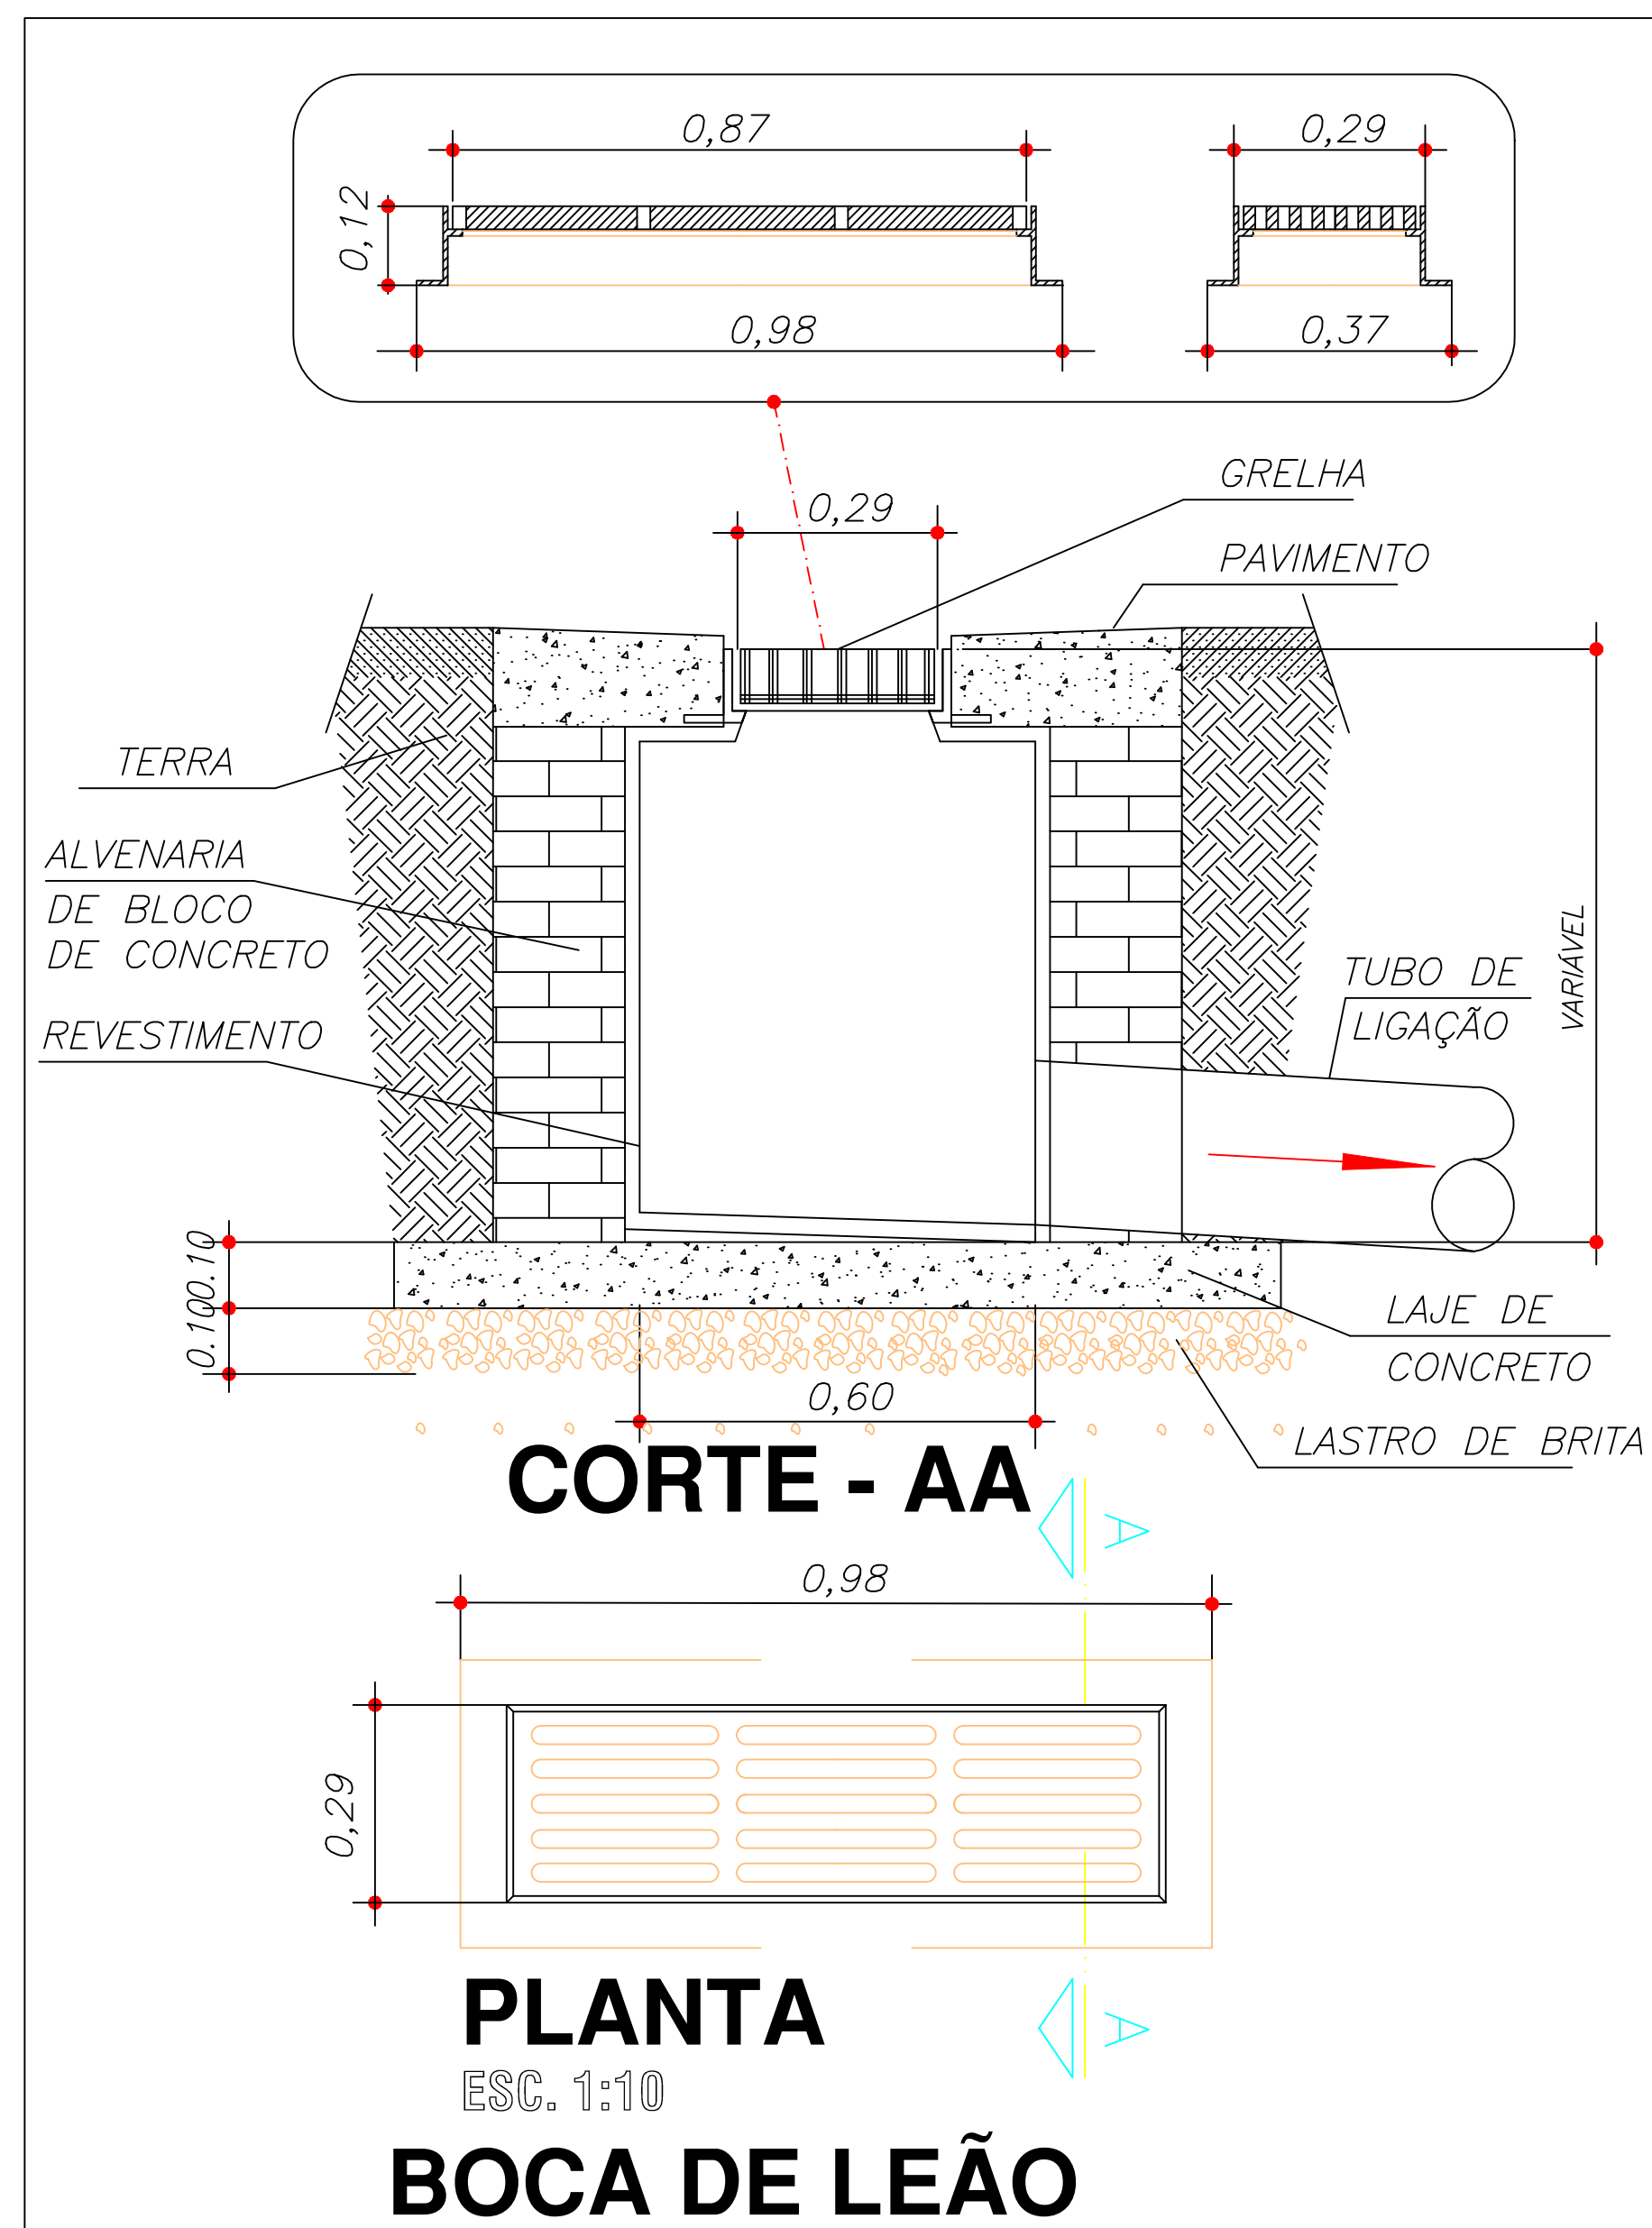 0,87
0,29
0,12
0,98
0,37
GRELHA
0,29
PAVIMENTO
TERRA
ALVENARIA
DE BLOCO
DE CONCRETO
VARIÁVEL
TUBO DE
LIGAÇÃO
REVESTIMENTO
0.10
0.10
LAJE DE
CONCRETO
0,60
LASTRO DE BRITA
CORTE - AA
A
0,98
0,29
PLANTA
A
ESC. 1:10
BOCA DE LEÃO